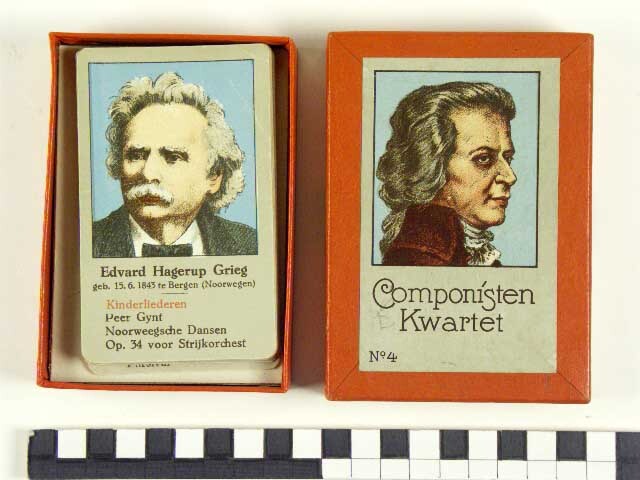 Edvard Hagerup Grieg
geb. 15. 6. 1843 te Bergen (Noorwegen)
Kinderliederen
Peer Gynt
Noorweegsche Dansen
Op. 34 voor Strijkorchest
Componisten
Kwartet
No 4